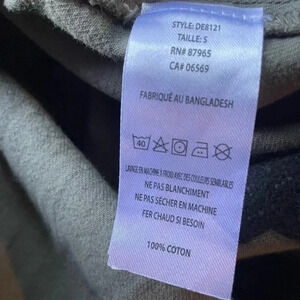 STYLE: DE8121
TAILLE: S
RN# 87965
CA# 06569
FABRIQUÉ AU BANGLADESH
40
LAVAGE EN MACHINE À FROID AVEC DES COULEURS SEMBLABLES
NE PAS BLANCHIMENT
NE PAS SÉCHER EN MACHINE
FER CHAUD SI BESOIN
100% COTON